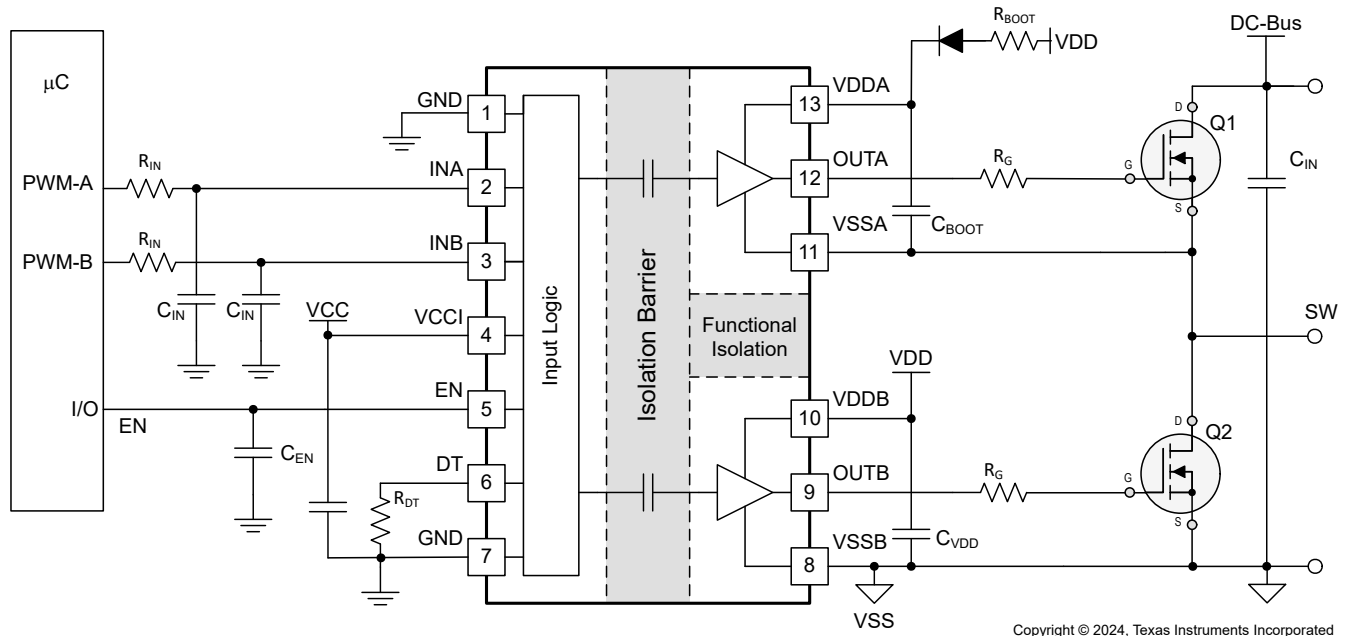 µC
PWM-A
PWM-B
I/O
EN
R_IN
R_IN
C_IN
C_IN
VCC
C_EN
R_DT
GND
1
INA
2
INB
3
VCCI
4
EN
5
DT
6
GND
7
Input Logic
Isolation Barrier
Functional
Isolation
VDDA
13
OUTA
12
VSSA
11
VDDB
10
OUTB
9
VSSB
8
R_BOOT
VDD
C_BOOT
R_G
VDD
C_VDD
R_G
VSS
DC-Bus
D
G
S
Q1
C_IN
SW
D
G
S
Q2
Copyright © 2024, Texas Instruments Incorporated